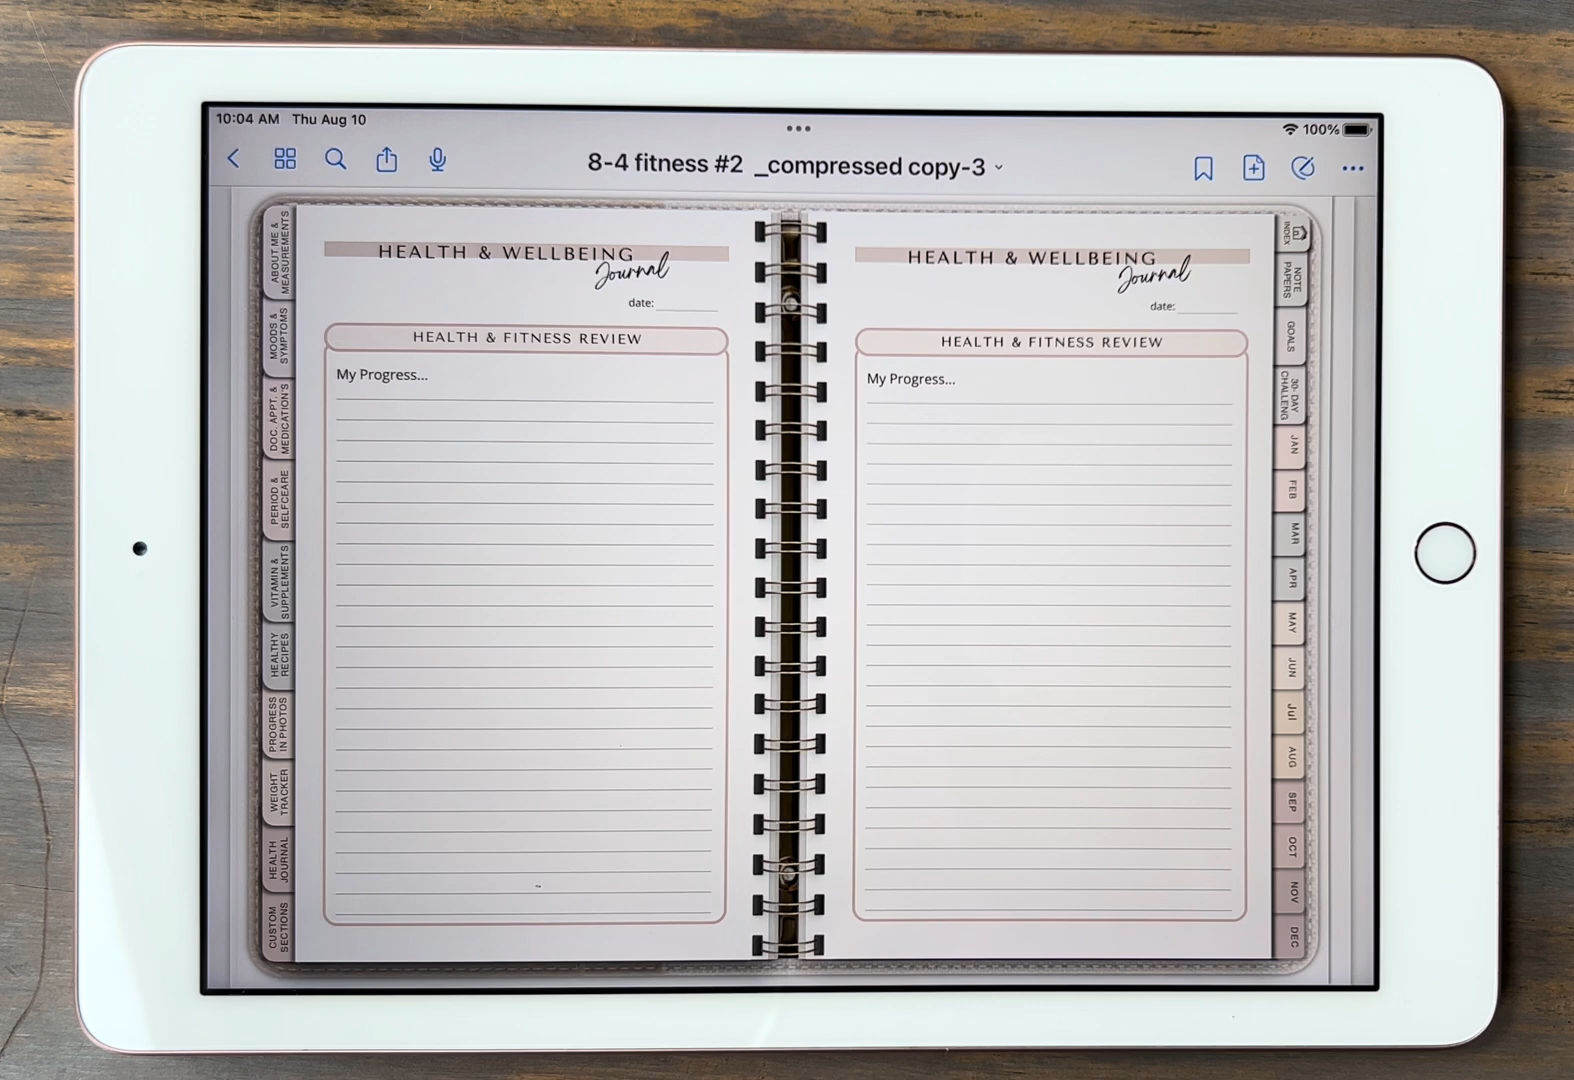 10:04 AM Thu Aug 10
100%
8-4 fitness #2 _compressed copy-3
ABOUT ME &
MEASUREMENTS
MOODS &
SYMPTOMS
DOC. APPT. &
MEDICATION'S
PERIOD &
SELFCEARE
VITAMIN &
SUPPLEMENTS
HEALTHY
RECIPES
PROGRESS
IN PHOTOS
WEIGHT
TRACKER
HEALTH
JOURNAL
CUSTOM
SECTIONS
HEALTH & WELLBEING
Journal
date:
HEALTH & FITNESS REVIEW
My Progress...
HEALTH & WELLBEING
Journal
date:
HEALTH & FITNESS REVIEW
My Progress...
INDEX
NOTE
PAPERS
GOALS
30- DAY
CHALLENG
JAN
FEB
MAR
APR
MAY
JUN
Jul
AUG
SEP
OCT
NOV
DEC